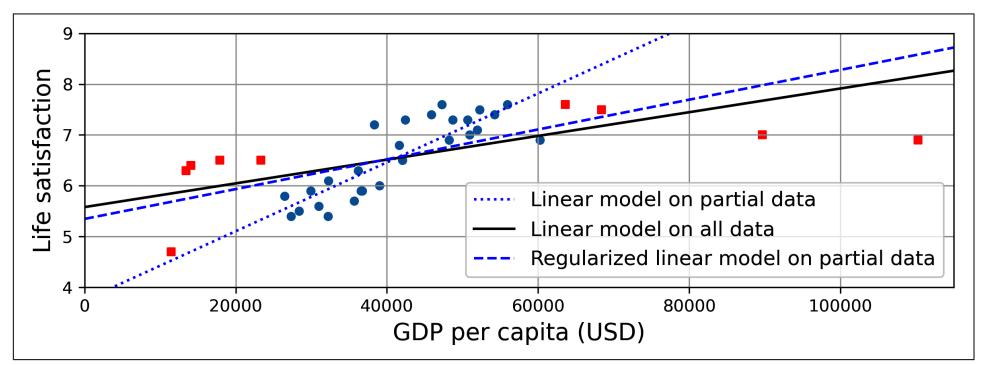 9
8
7
6
5
4
Life satisfaction
Linear model on partial data
Linear model on all data
Regularized linear model on partial data
0 20000 40000 60000 80000 100000
GDP per capita (USD)